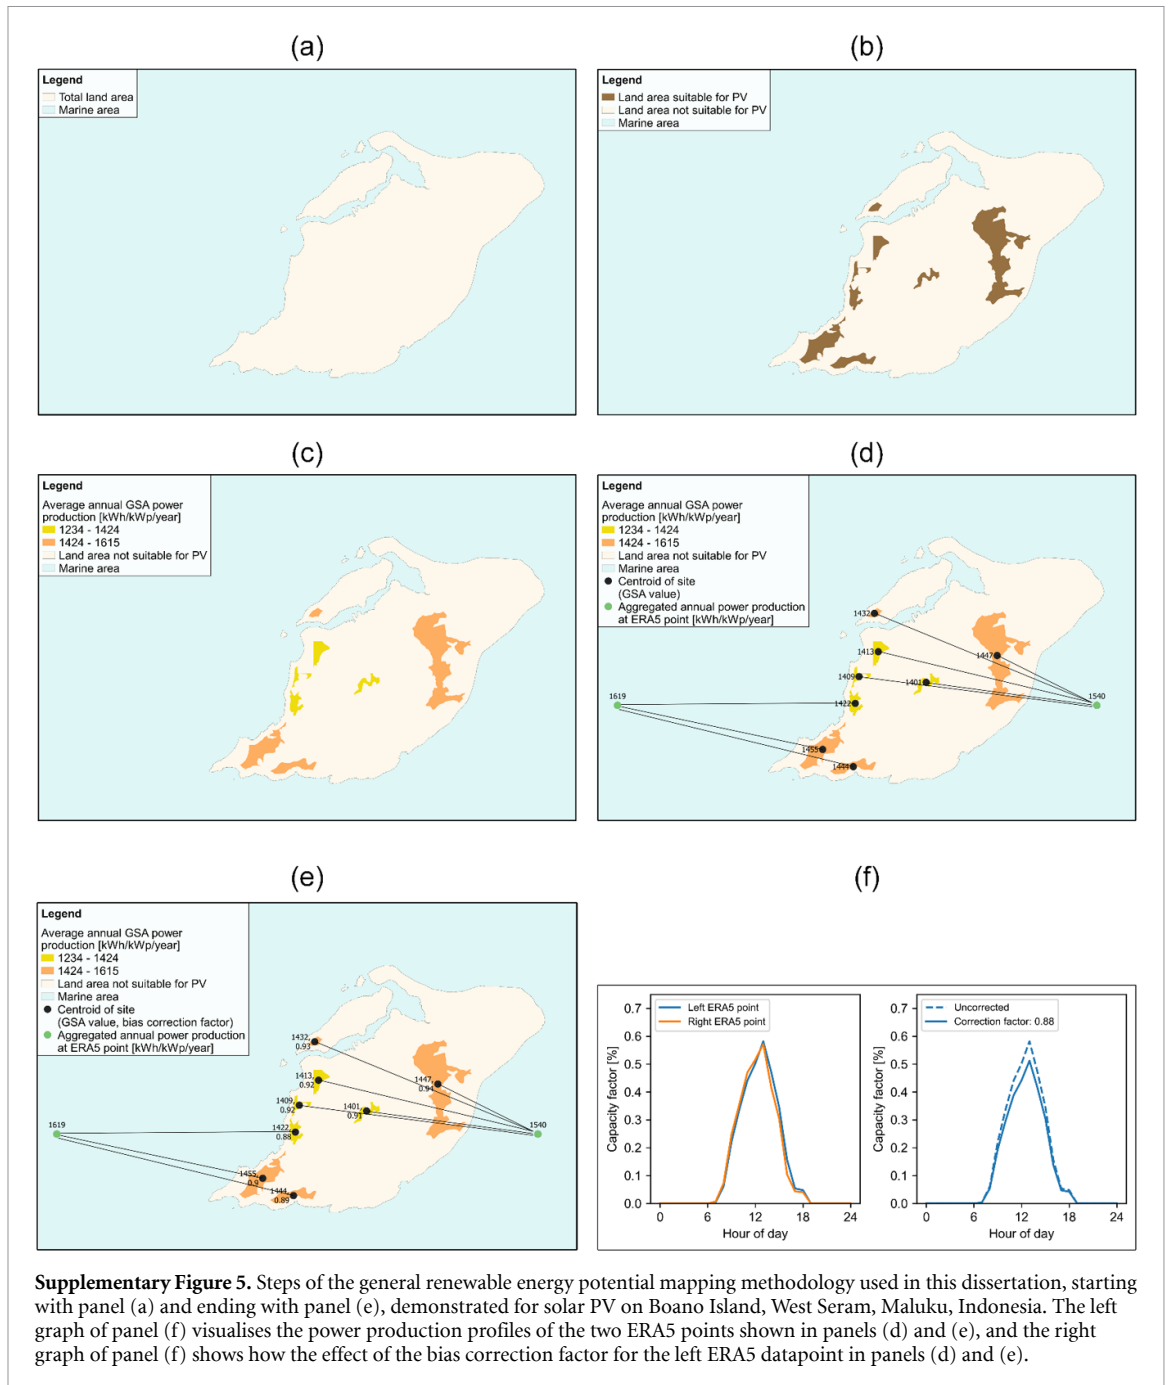 (a)
Legend
Total land area
Marine area
(b)
Legend
Land area suitable for PV
Land area not suitable for PV
Marine area
(c)
Legend
Average annual GSA power
production [kWh/kWp/year]
1234 - 1424
1424 - 1615
Land area not suitable for PV
Marine area
(d)
Legend
Average annual GSA power
production [kWh/kWp/year]
1234 - 1424
1424 - 1615
Land area not suitable for PV
Marine area
Centroid of site
(GSA value)
Aggregated annual power production
at ERA5 point [kWh/kWp/year]
1432
1413
1447
1409
1401
1619
1422
1540
1455
1444
(e)
Legend
Average annual GSA power
production [kWh/kWp/year]
1234 - 1424
1424 - 1615
Land area not suitable for PV
Marine area
Centroid of site
(GSA value, bias correction factor)
Aggregated annual power production
at ERA5 point [kWh/kWp/year]
1432,
0.93
1413,
0.92
1447,
0.94
1409,
0.92
1401,
0.91
1619
1422
0.88
1540
1455,
0.9
1444,
0.89
(f)
Capacity factor [%]
0.7
0.6
0.5
0.4
0.3
0.2
0.1
0.0
Left ERA5 point
Right ERA5 point
0 6 12 18 24
Hour of day
Capacity factor [%]
0.7
0.6
0.5
0.4
0.3
0.2
0.1
0.0
Uncorrected
Correction factor: 0.88
0 6 12 18 24
Hour of day
Supplementary Figure 5. Steps of the general renewable energy potential mapping methodology used in this dissertation, starting
with panel (a) and ending with panel (e), demonstrated for solar PV on Boano Island, West Seram, Maluku, Indonesia. The left
graph of panel (f) visualises the power production profiles of the two ERA5 points shown in panels (d) and (e), and the right
graph of panel (f) shows how the effect of the bias correction factor for the left ERA5 datapoint in panels (d) and (e).